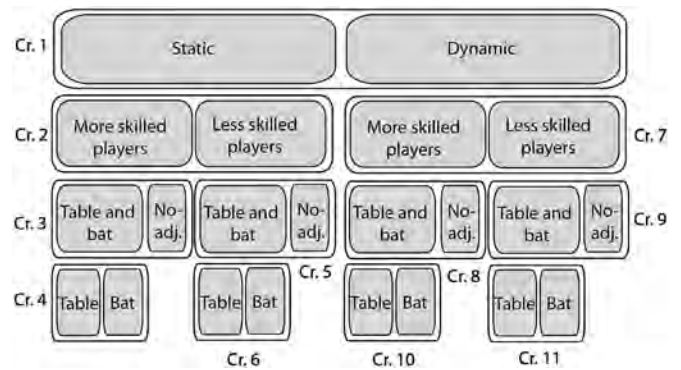 Cr. 1
Static
Dynamic
Cr. 2
More skilled
players
Less skilled
players
More skilled
players
Less skilled
players
Cr. 7
Cr. 3
Table and
bat
No-
adj.
Table and
bat
No-
adj.
Table and
bat
No-
adj.
Table and
bat
No-
adj.
Cr. 9
Cr. 5
Cr. 8
Cr. 4
Table
Bat
Table
Bat
Table
Bat
Table
Bat
Cr. 6
Cr. 10
Cr. 11